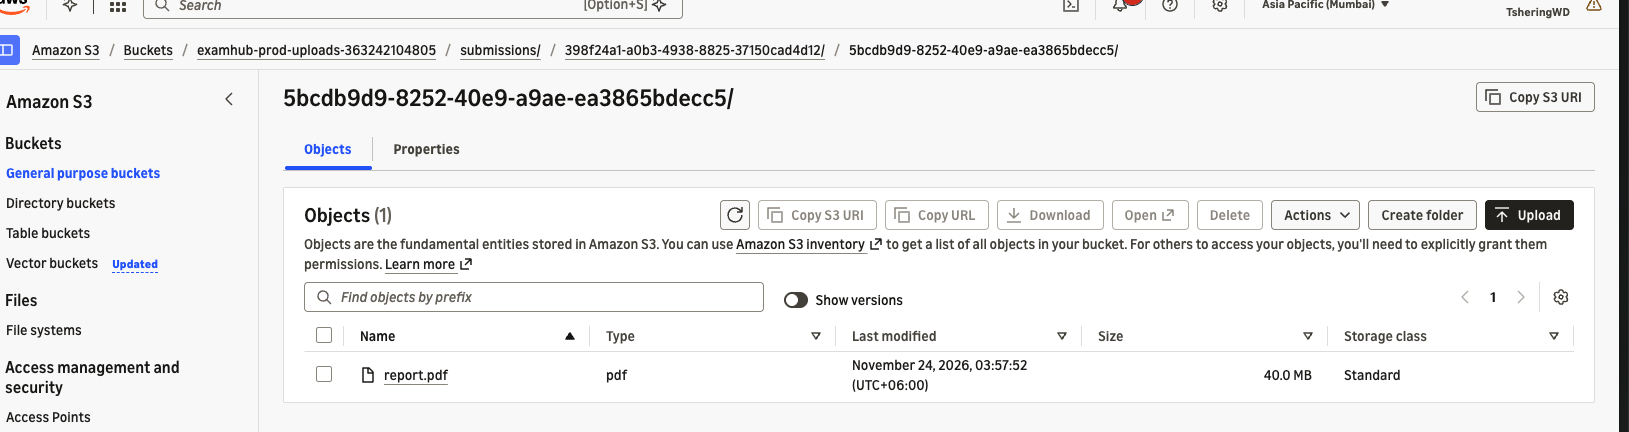 aws
Search [Option+S]
Asia Pacific (Mumbai)
TsheringWD
Amazon S3 / Buckets / examhub-prod-uploads-363242104805 / submissions/ / 398f24a1-a0b3-4938-8825-37150cad4d12/ / 5bcdb9d9-8252-40e9-a9ae-ea3865bdecc5/
Amazon S3
Buckets
General purpose buckets
Directory buckets
Table buckets
Vector buckets Updated
Files
File systems
Access management and
security
Access Points
5bcdb9d9-8252-40e9-a9ae-ea3865bdecc5/
Copy S3 URI
Objects Properties
Objects (1)
Copy S3 URI Copy URL Download Open Delete Actions Create folder Upload
Objects are the fundamental entities stored in Amazon S3. You can use Amazon S3 inventory to get a list of all objects in your bucket. For others to access your objects, you'll need to explicitly grant them
permissions. Learn more
Find objects by prefix Show versions 1
Name Type Last modified Size Storage class
report.pdf pdf November 24, 2026, 03:57:52 40.0 MB Standard
(UTC+06:00)